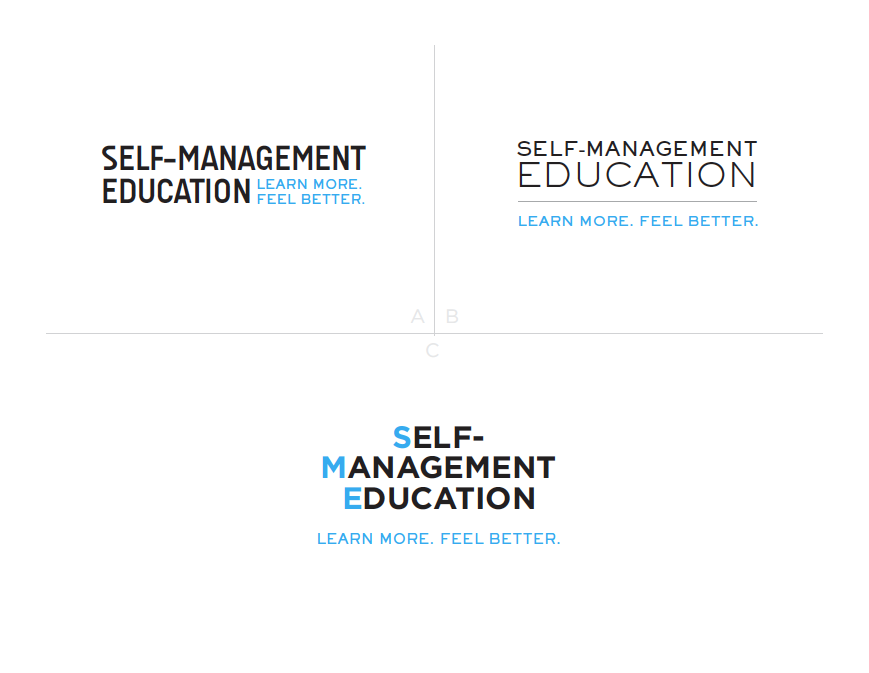 SELF-MANAGEMENT
EDUCATION LEARN MORE.
FEEL BETTER.
SELF-MANAGEMENT
EDUCATION
LEARN MORE. FEEL BETTER.
A B
C
SELF-
MANAGEMENT
EDUCATION
LEARN MORE. FEEL BETTER.